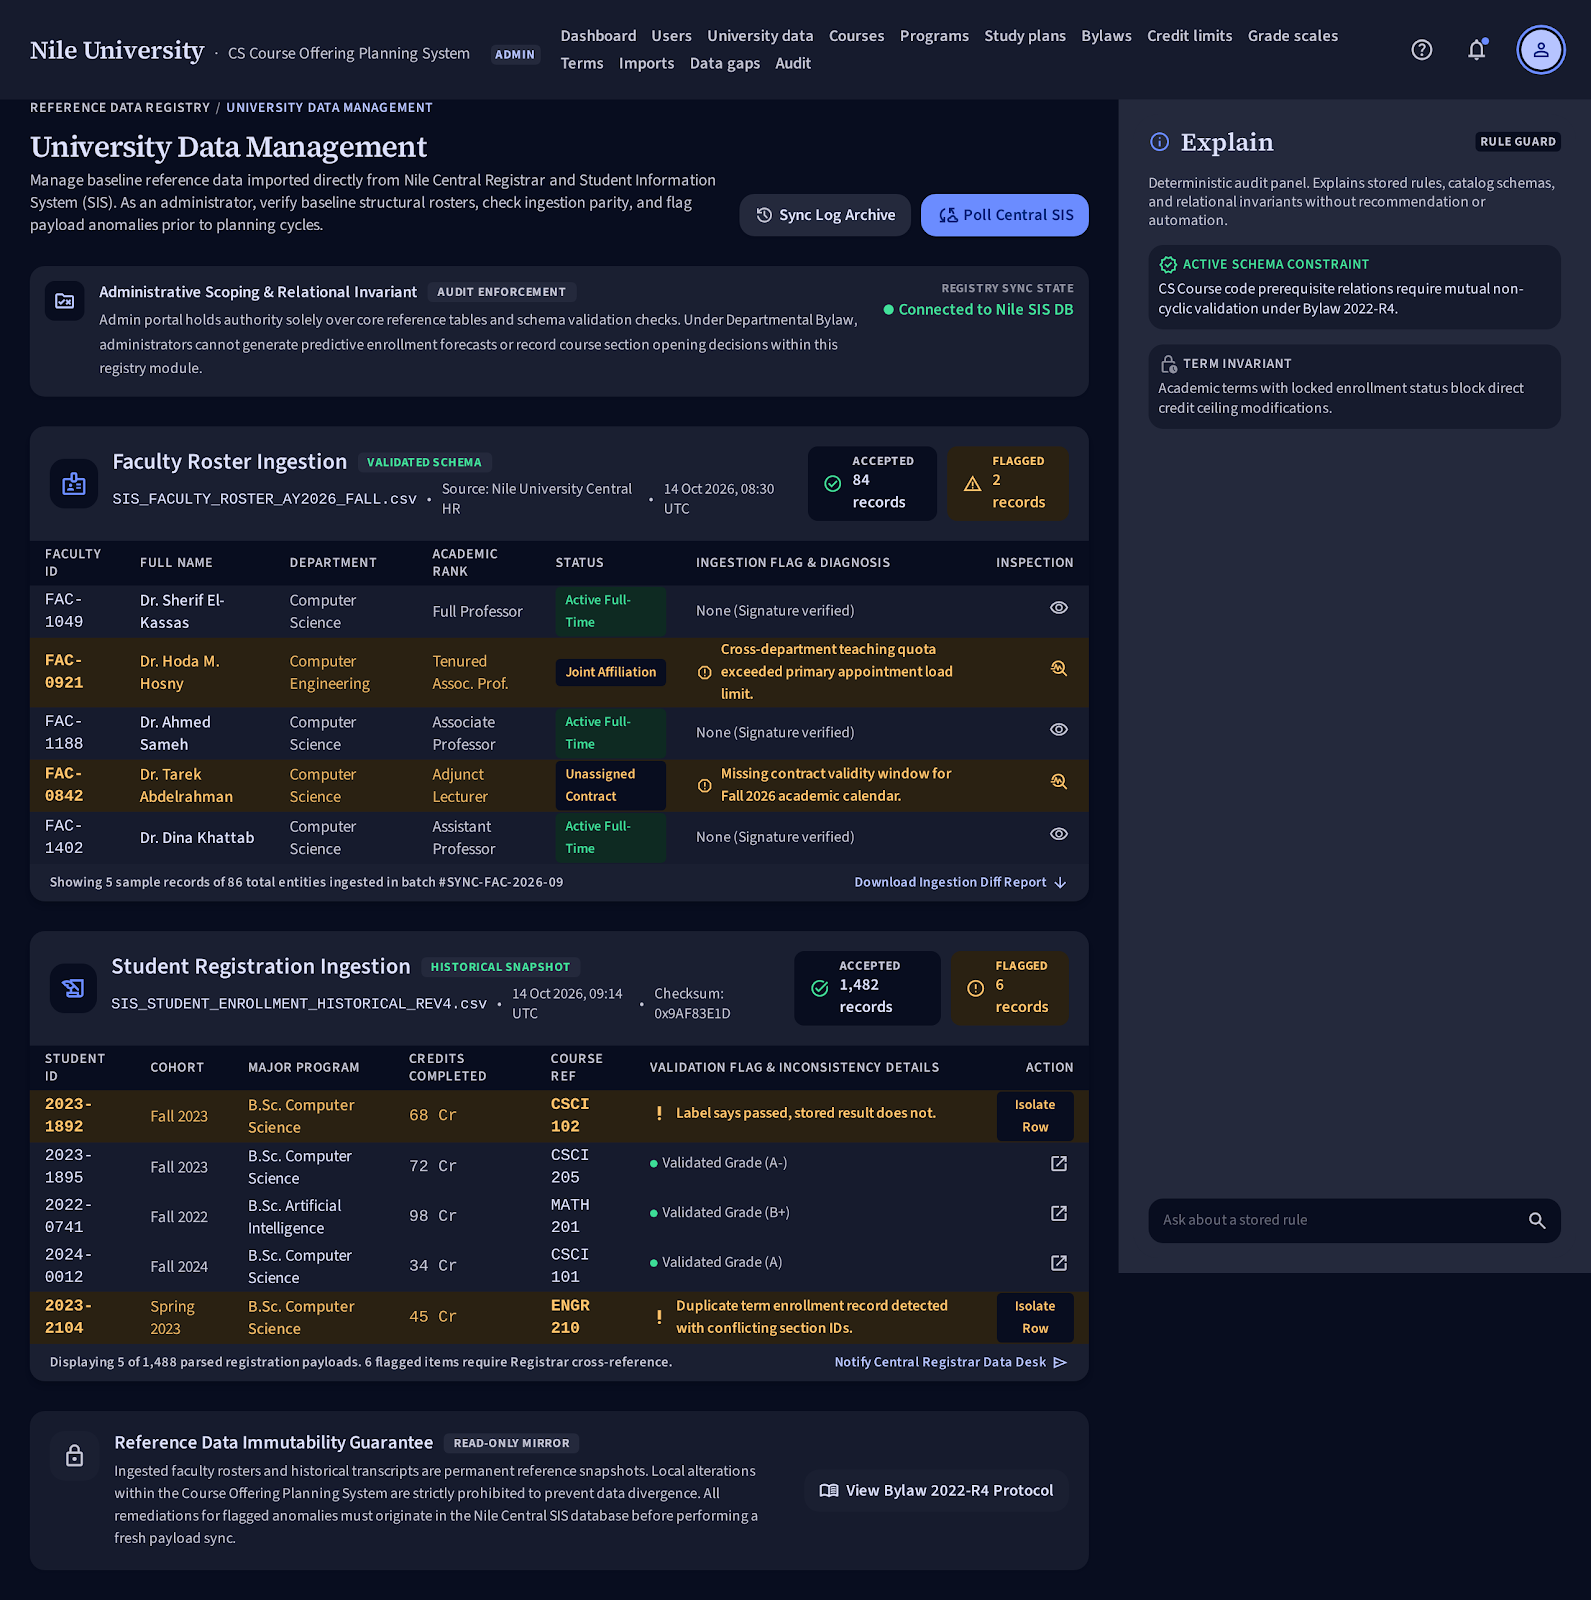 Nile University · CS Course Offering Planning System ADMIN
Dashboard Users University data Courses Programs Study plans Bylaws Credit limits Grade scales
Terms Imports Data gaps Audit
REFERENCE DATA REGISTRY / UNIVERSITY DATA MANAGEMENT
University Data Management
Manage baseline reference data imported directly from Nile Central Registrar and Student Information
System (SIS). As an administrator, verify baseline structural rosters, check ingestion parity, and flag
payload anomalies prior to planning cycles.
Sync Log Archive
Poll Central SIS
Administrative Scoping & Relational Invariant AUDIT ENFORCEMENT
Admin portal holds authority solely over core reference tables and schema validation checks. Under Departmental Bylaw,
administrators cannot generate predictive enrollment forecasts or record course section opening decisions within this
registry module.
REGISTRY SYNC STATE
Connected to Nile SIS DB
Faculty Roster Ingestion VALIDATED SCHEMA
SIS_FACULTY_ROSTER_AY2026_FALL.csv • Source: Nile University Central
HR
• 14 Oct 2026, 08:30
UTC
ACCEPTED
84
records
FLAGGED
2
records
FACULTY
ID
FULL NAME
DEPARTMENT
ACADEMIC
RANK
STATUS
INGESTION FLAG & DIAGNOSIS
INSPECTION
FAC-
1049
Dr. Sherif El-
Kassas
Computer
Science
Full Professor
Active Full-
Time
None (Signature verified)
FAC-
0921
Dr. Hoda M.
Hosny
Computer
Engineering
Tenured
Assoc. Prof.
Joint Affiliation
Cross-department teaching quota
exceeded primary appointment load
limit.
FAC-
1188
Dr. Ahmed
Sameh
Computer
Science
Associate
Professor
Active Full-
Time
None (Signature verified)
FAC-
0842
Dr. Tarek
Abdelrahman
Computer
Science
Adjunct
Lecturer
Unassigned
Contract
Missing contract validity window for
Fall 2026 academic calendar.
FAC-
1402
Dr. Dina Khattab
Computer
Science
Assistant
Professor
Active Full-
Time
None (Signature verified)
Showing 5 sample records of 86 total entities ingested in batch #SYNC-FAC-2026-09
Download Ingestion Diff Report
Student Registration Ingestion HISTORICAL SNAPSHOT
SIS_STUDENT_ENROLLMENT_HISTORICAL_REV4.csv • 14 Oct 2026, 09:14
UTC
• Checksum:
0x9AF83E1D
ACCEPTED
1,482
records
FLAGGED
6
records
STUDENT
ID
COHORT
MAJOR PROGRAM
CREDITS
COMPLETED
COURSE
REF
VALIDATION FLAG & INCONSISTENCY DETAILS
ACTION
2023-
1892
Fall 2023
B.Sc. Computer
Science
68 Cr
CSCI
102
Label says passed, stored result does not.
Isolate
Row
2023-
1895
Fall 2023
B.Sc. Computer
Science
72 Cr
CSCI
205
Validated Grade (A-)
2022-
0741
Fall 2022
B.Sc. Artificial
Intelligence
98 Cr
MATH
201
Validated Grade (B+)
2024-
0012
Fall 2024
B.Sc. Computer
Science
34 Cr
CSCI
101
Validated Grade (A)
2023-
2104
Spring
2023
B.Sc. Computer
Science
45 Cr
ENGR
210
Duplicate term enrollment record detected
with conflicting section IDs.
Isolate
Row
Displaying 5 of 1,488 parsed registration payloads. 6 flagged items require Registrar cross-reference.
Notify Central Registrar Data Desk
Reference Data Immutability Guarantee READ-ONLY MIRROR
Ingested faculty rosters and historical transcripts are permanent reference snapshots. Local alterations
within the Course Offering Planning System are strictly prohibited to prevent data divergence. All
remediations for flagged anomalies must originate in the Nile Central SIS database before performing a
fresh payload sync.
View Bylaw 2022-R4 Protocol
Explain RULE GUARD
Deterministic audit panel. Explains stored rules, catalog schemas,
and relational invariants without recommendation or
automation.
ACTIVE SCHEMA CONSTRAINT
CS Course code prerequisite relations require mutual non-
cyclic validation under Bylaw 2022-R4.
TERM INVARIANT
Academic terms with locked enrollment status block direct
credit ceiling modifications.
Ask about a stored rule